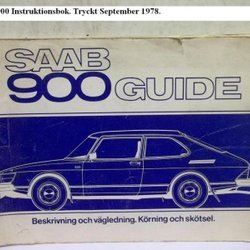 00 Instruktionsbok. Tryckt September 1978.
SAAB
900 GUIDE
Beskrivning och vägledning. Körning och skötsel.